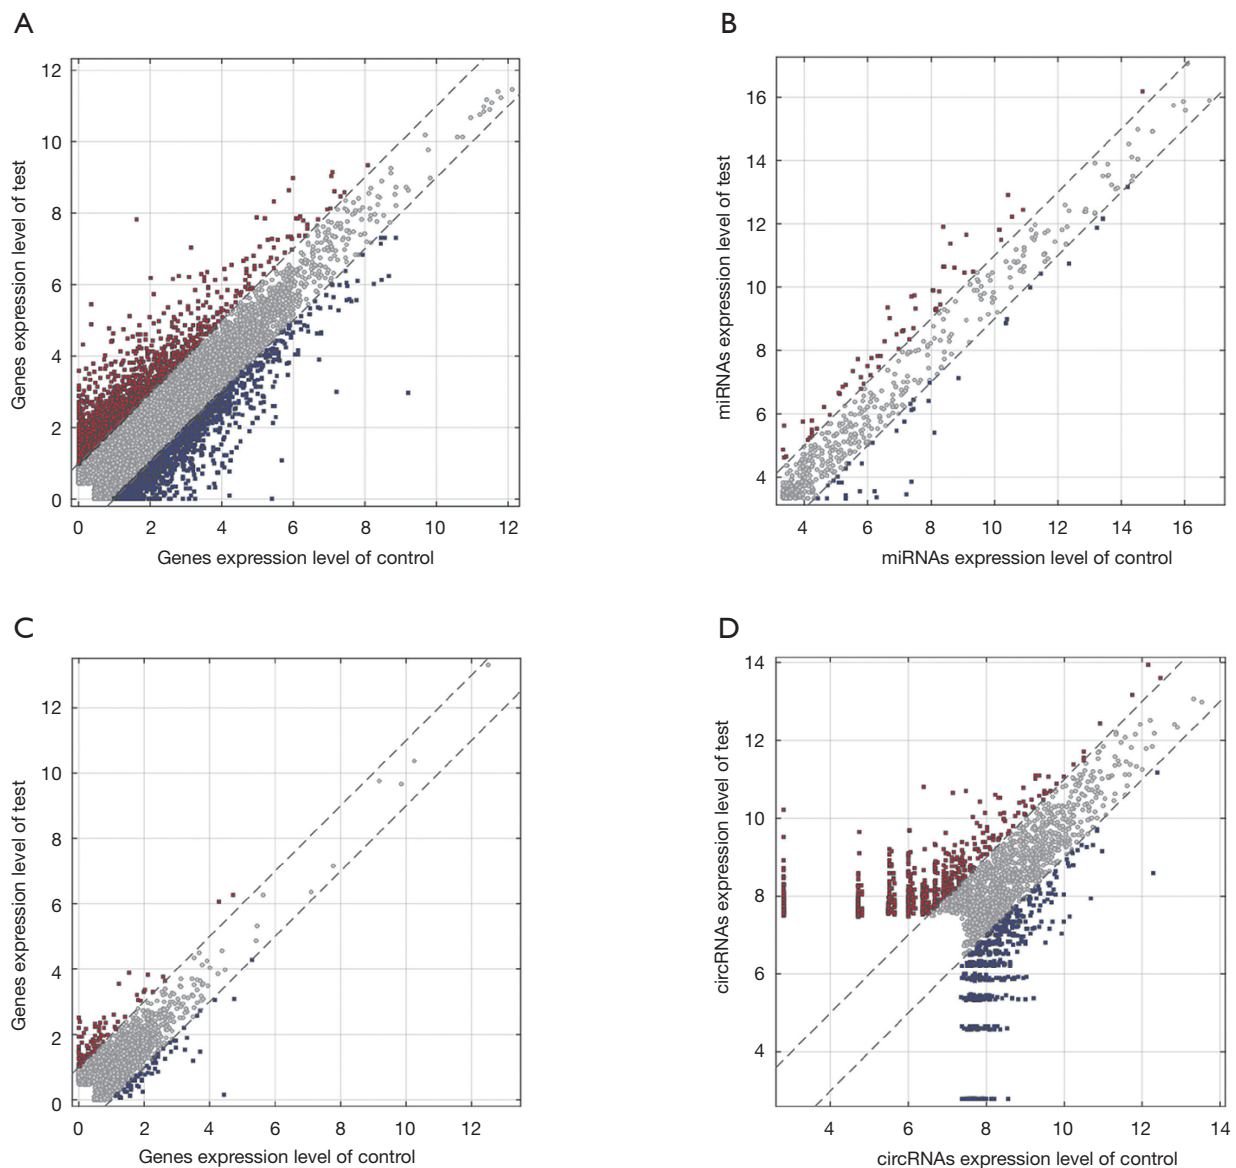 A
12
10
8
6
4
2
0
0 2 4 6 8 10 12
Genes expression level of test
Genes expression level of control
B
16
14
12
10
8
6
4
4 6 8 10 12 14 16
miRNAs expression level of test
miRNAs expression level of control
C
12
10
8
6
4
2
0
0 2 4 6 8 10 12
Genes expression level of test
Genes expression level of control
D
14
12
10
8
6
4
4 6 8 10 12 14
circRNAs expression level of test
circRNAs expression level of control